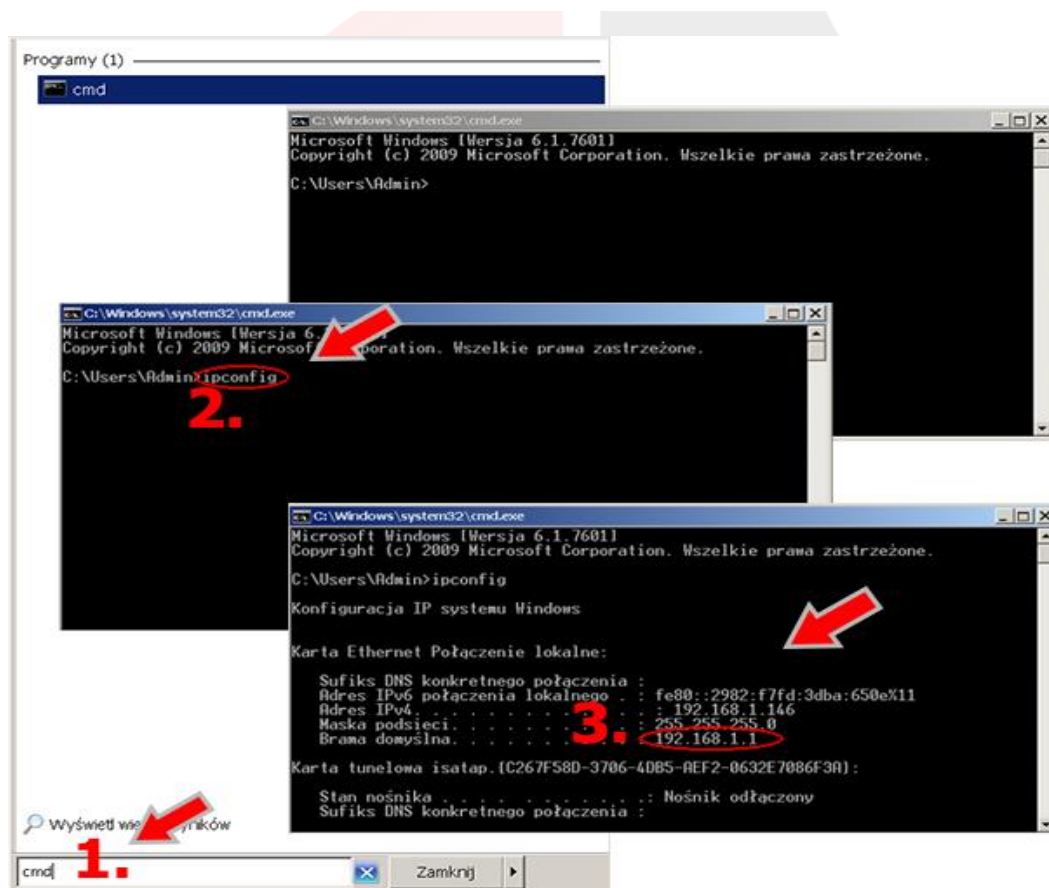 Programy (1)
cmd
C:\Windows\system32\cmd.exe
Microsoft Windows [Wersja 6.1.7601]
Copyright (c) 2009 Microsoft Corporation. Wszelkie prawa zastrzeżone.
C:\Users\Admin>
C:\Windows\system32\cmd.exe
Microsoft Windows [Wersja 6.
Copyright (c) 2009 Microsof poration. Wszelkie prawa zastrzeżone.
C:\Users\Admin>ipconfig
2.
C:\Windows\system32\cmd.exe
Microsoft Windows [Wersja 6.1.7601]
Copyright (c) 2009 Microsoft Corporation. Wszelkie prawa zastrzeżone.
C:\Users\Admin>ipconfig
Konfiguracja IP systemu Windows
Karta Ethernet Połączenie lokalne:
Sufiks DNS konkretnego połączenia :
Adres IPv6 połączenia lokalnego . : fe80::2982:f7fd:3dba:650e%11
Adres IPv4. . . . . . . . . . . . . : 192.168.1.146
Maska podsieci. . . . . . . . . . : 255.255.255.0
Brama domyślna. . . . . . . . . . : 192.168.1.1
3.
Karta tunelowa isatap.{C267F58D-3706-4DB5-AEF2-0632E7086F3A}:
Stan nośnika . . . . . . . . . . . : Nośnik odłączony
Sufiks DNS konkretnego połączenia :
Wyświetl wię yników
1.
cmd
Zamknij